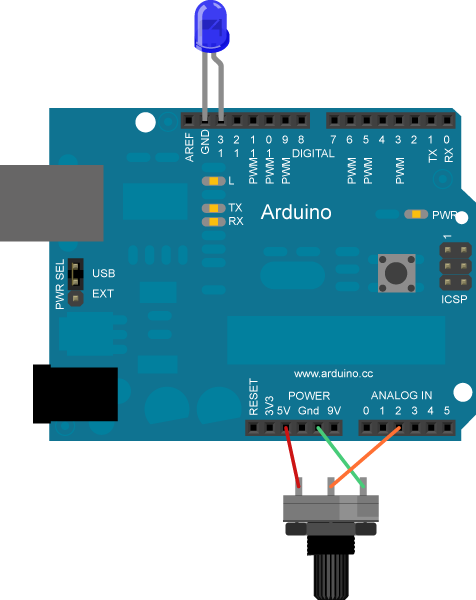 AREF
GND
13
12
PWM 11
PWM 10
PWM 9
8
DIGITAL
7
PWM 6
PWM 5
4
PWM 3
2
TX 1
RX 0
L
TX
RX
Arduino
PWR
1
ICSP
PWR SEL
USB
EXT
www.arduino.cc
POWER
ANALOG IN
RESET
3V3
5V Gnd 9V
0 1 2 3 4 5